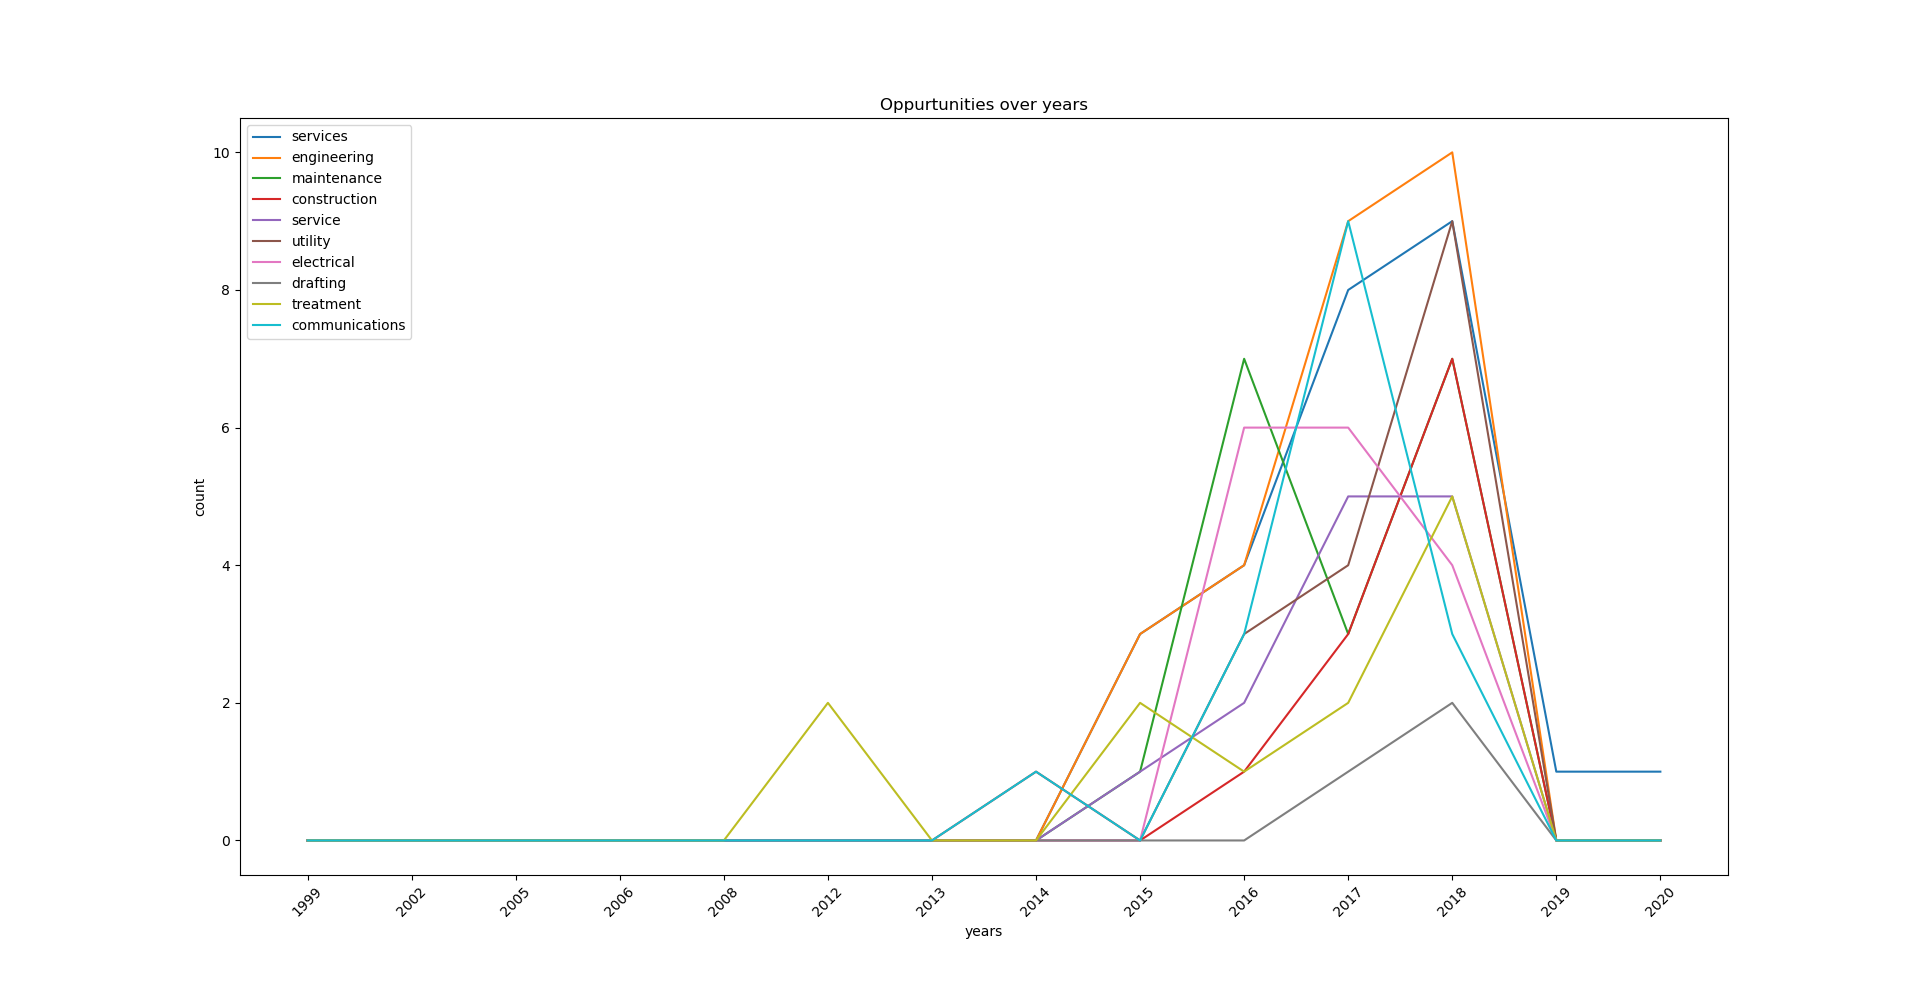 Oppurtunities over years
services
engineering
maintenance
construction
service
utility
electrical
drafting
treatment
communications
10
8
6
4
2
0
count
1999
2002
2005
2006
2008
2012
2013
2014
2015
2016
2017
2018
2019
2020
years